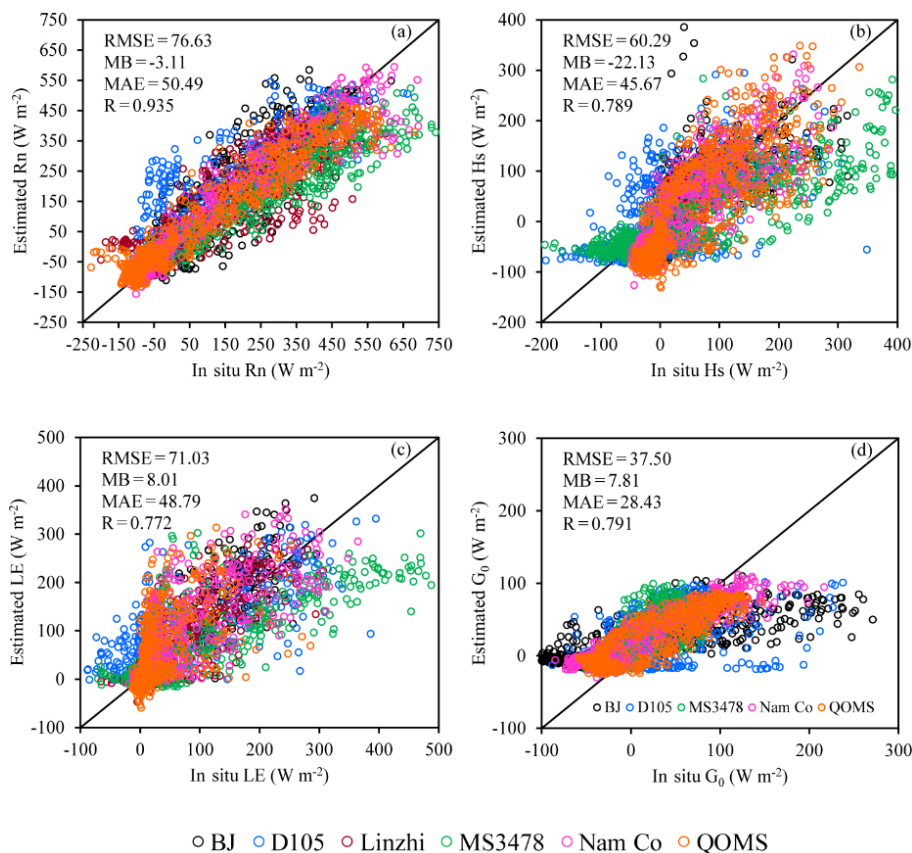 (a)
RMSE = 76.63
MB = -3.11
MAE = 50.49
R = 0.935
Estimated Rn (W m-2)
750
650
550
450
350
250
150
50
-50
-150
-250
-250 -150 -50 50 150 250 350 450 550 650 750
In situ Rn (W m-2)
(b)
RMSE = 60.29
MB = -22.13
MAE = 45.67
R = 0.789
Estimated Hs (W m-2)
400
300
200
100
0
-100
-200
-200 -100 0 100 200 300 400
In situ Hs (W m-2)
(c)
RMSE = 71.03
MB = 8.01
MAE = 48.79
R = 0.772
Estimated LE (W m-2)
500
400
300
200
100
0
-100
-100 0 100 200 300 400 500
In situ LE (W m-2)
(d)
RMSE = 37.50
MB = 7.81
MAE = 28.43
R = 0.791
Estimated G0 (W m-2)
300
200
100
0
-100
-100 0 100 200 300
BJ D105 MS3478 Nam Co QOMS
In situ G0 (W m-2)
BJ D105 Linzhi MS3478 Nam Co QOMS